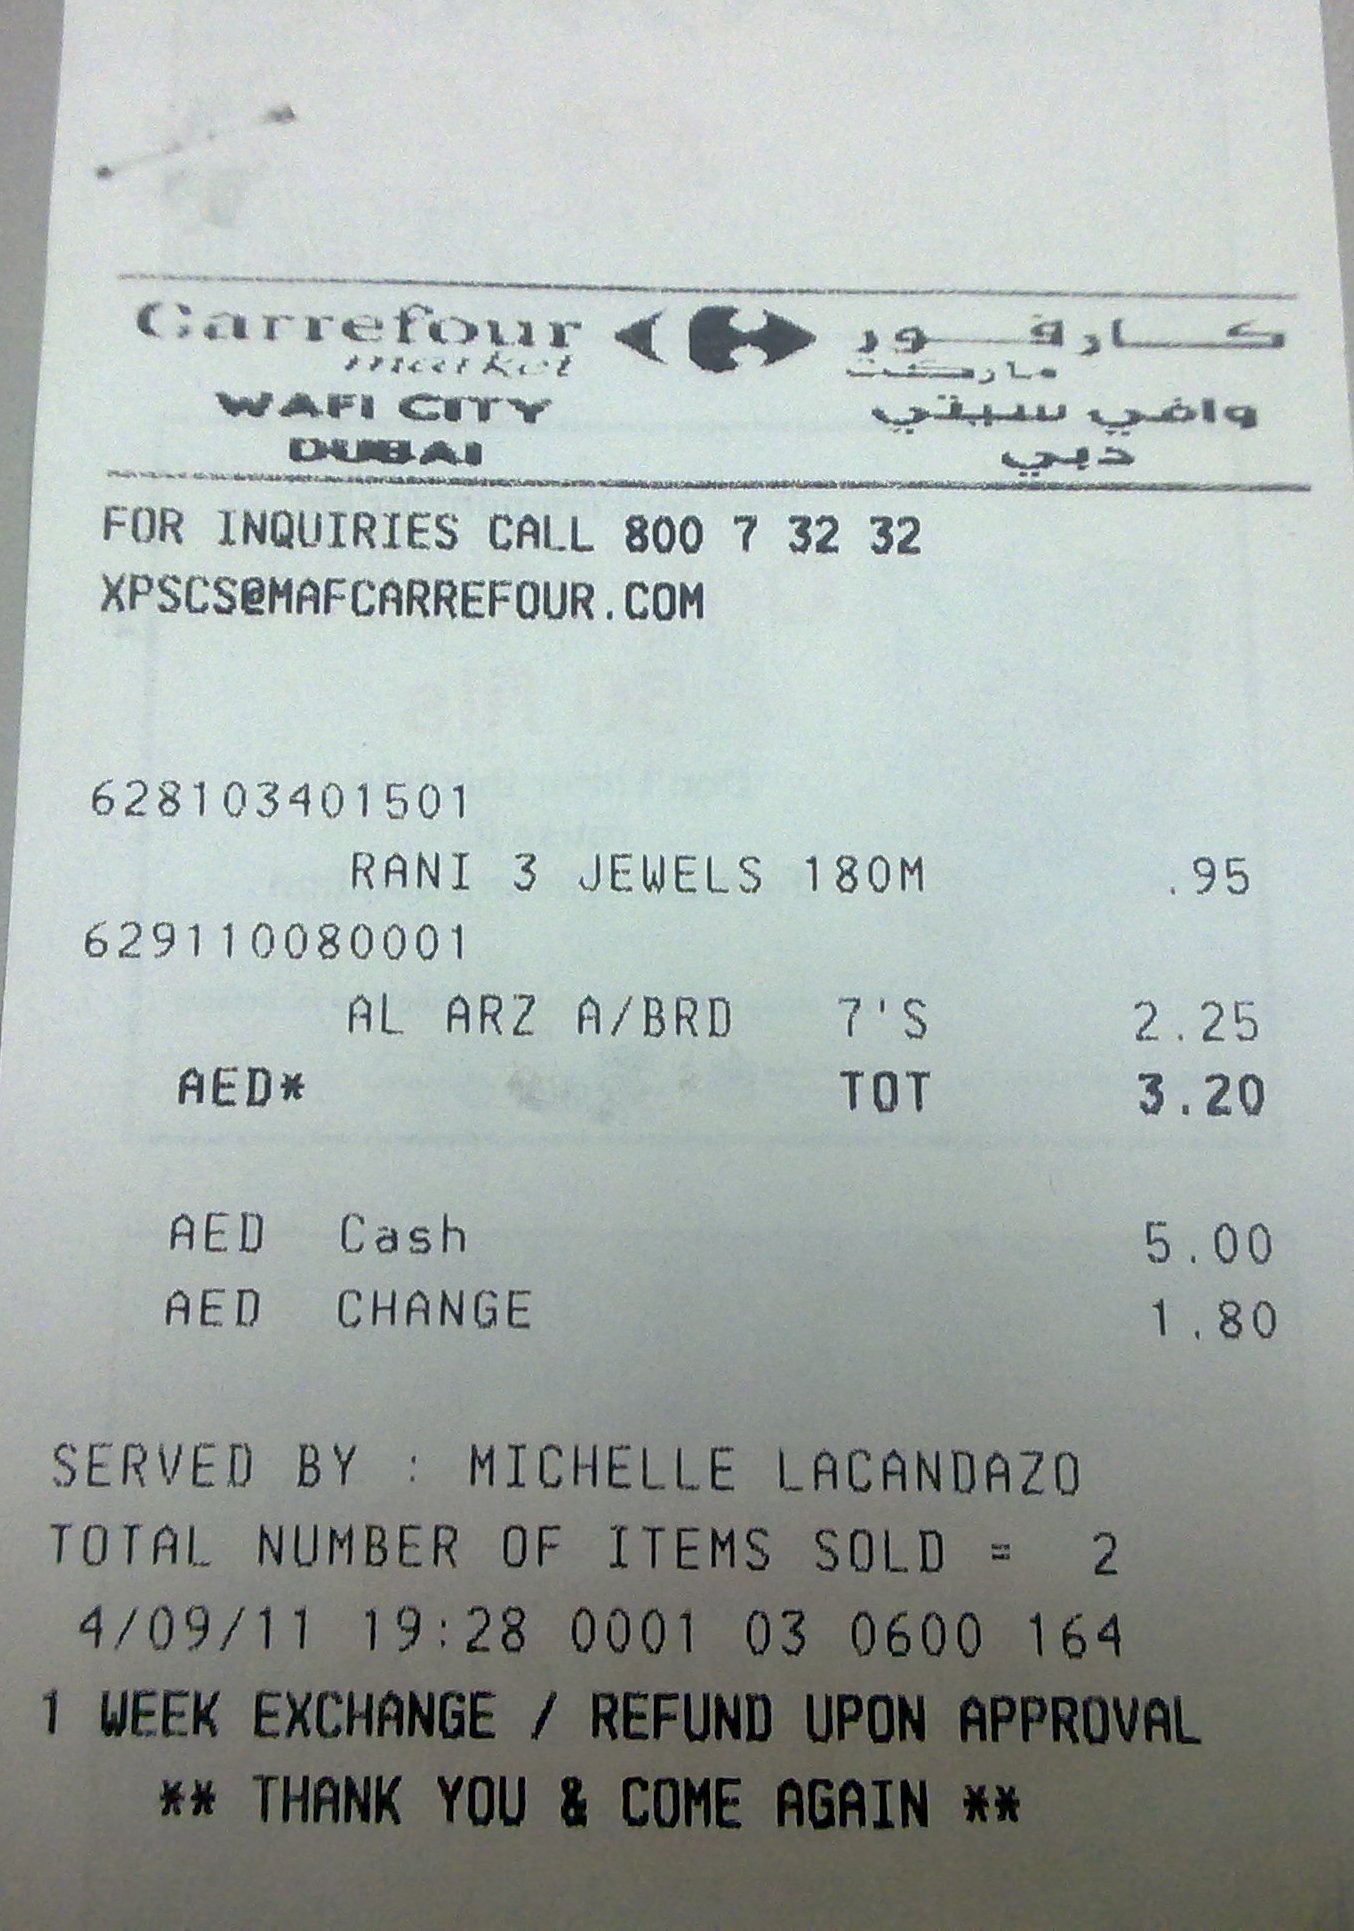 Carrefour كارفور
market ماركت
WAFI CITY وافي سيتي
DUBAI دبي
FOR INQUIRIES CALL 800 7 32 32
XPSCS@MAFCARREFOUR.COM
628103401501
RANI 3 JEWELS 180M .95
629110080001
AL ARZ A/BRD 7'S 2.25
AED* TOT 3.20
AED Cash 5.00
AED CHANGE 1.80
SERVED BY : MICHELLE LACANDAZO
TOTAL NUMBER OF ITEMS SOLD = 2
4/09/11 19:28 0001 03 0600 164
1 WEEK EXCHANGE / REFUND UPON APPROVAL
** THANK YOU & COME AGAIN **